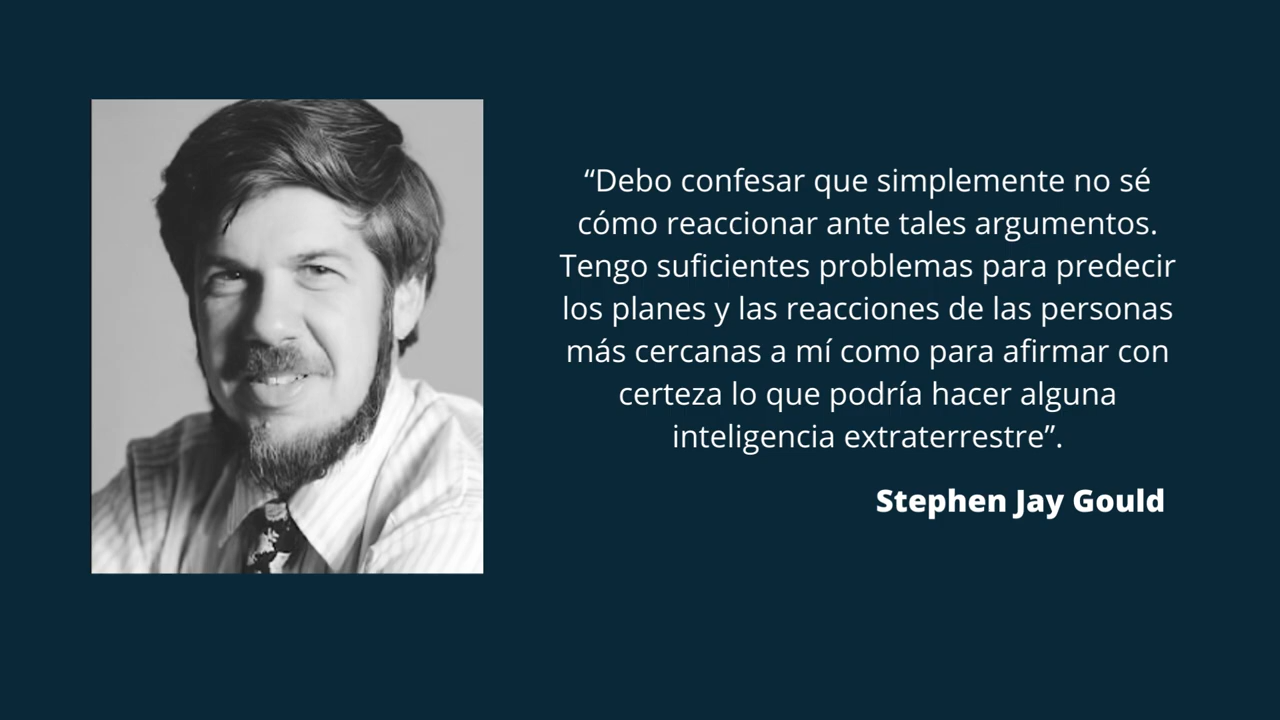 “Debo confesar que simplemente no sé
cómo reaccionar ante tales argumentos.
Tengo suficientes problemas para predecir
los planes y las reacciones de las personas
más cercanas a mí como para afirmar con
certeza lo que podría hacer alguna
inteligencia extraterrestre”.
Stephen Jay Gould